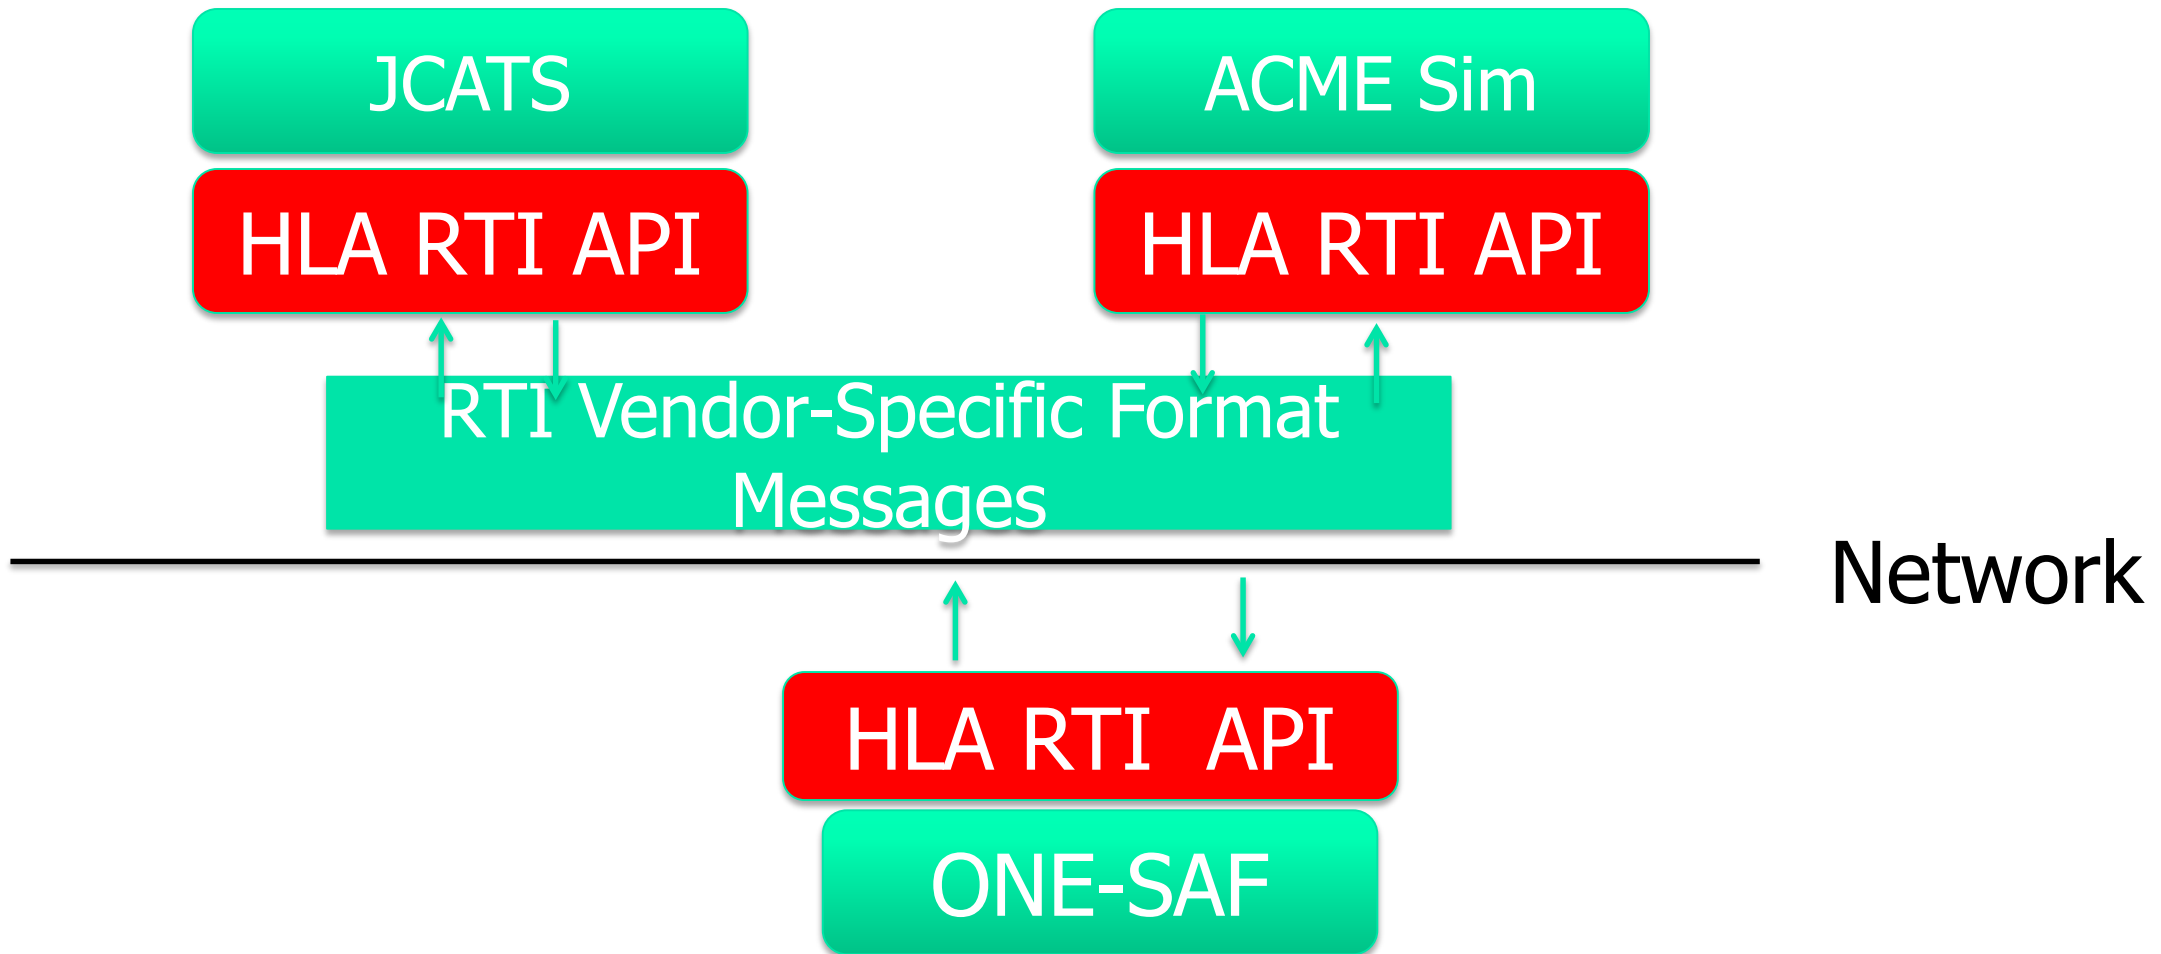 JCATS
ACME Sim
HLA RTI API
HLA RTI API
RTI Vendor-Specific Format
Messages
Network
HLA RTI API
ONE-SAF